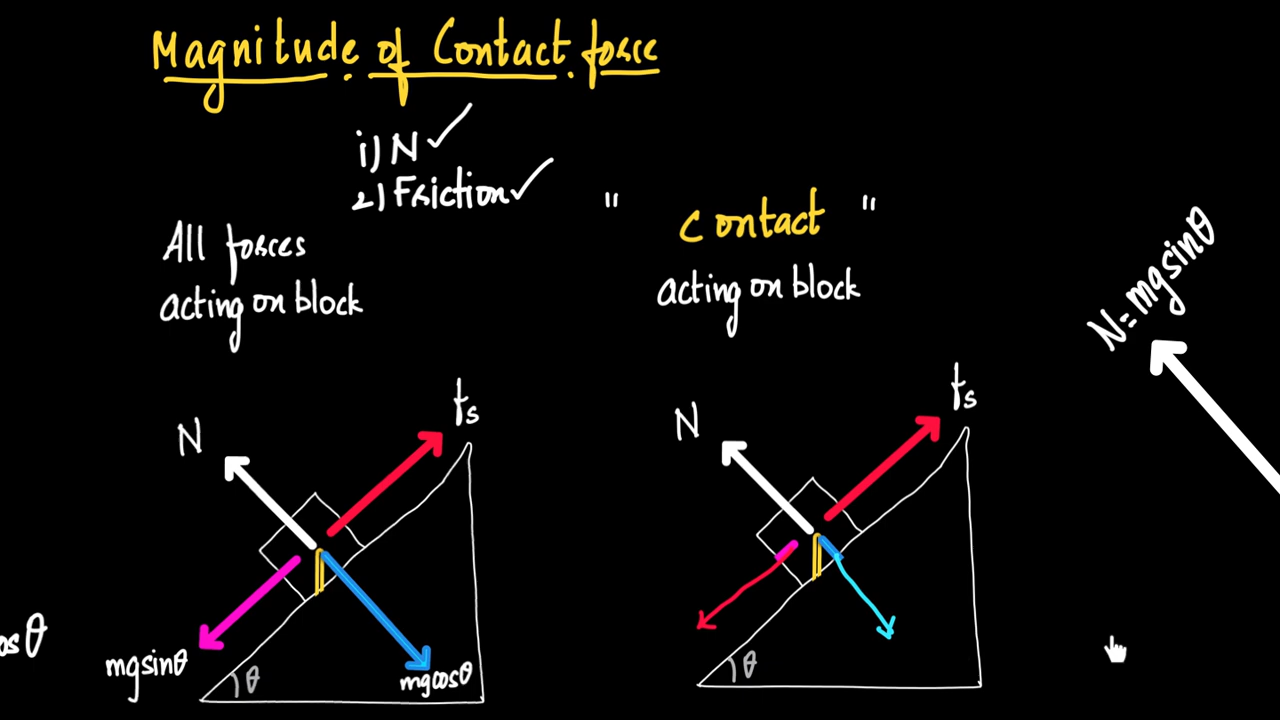 Magnitude of Contact force
i) N ✓
2) Friction ✓
All forces
acting on block
" Contact "
acting on block
N
fs
mgsinθ
mgcosθ
θ
N
fs
θ
N=mgsinθ
osθ